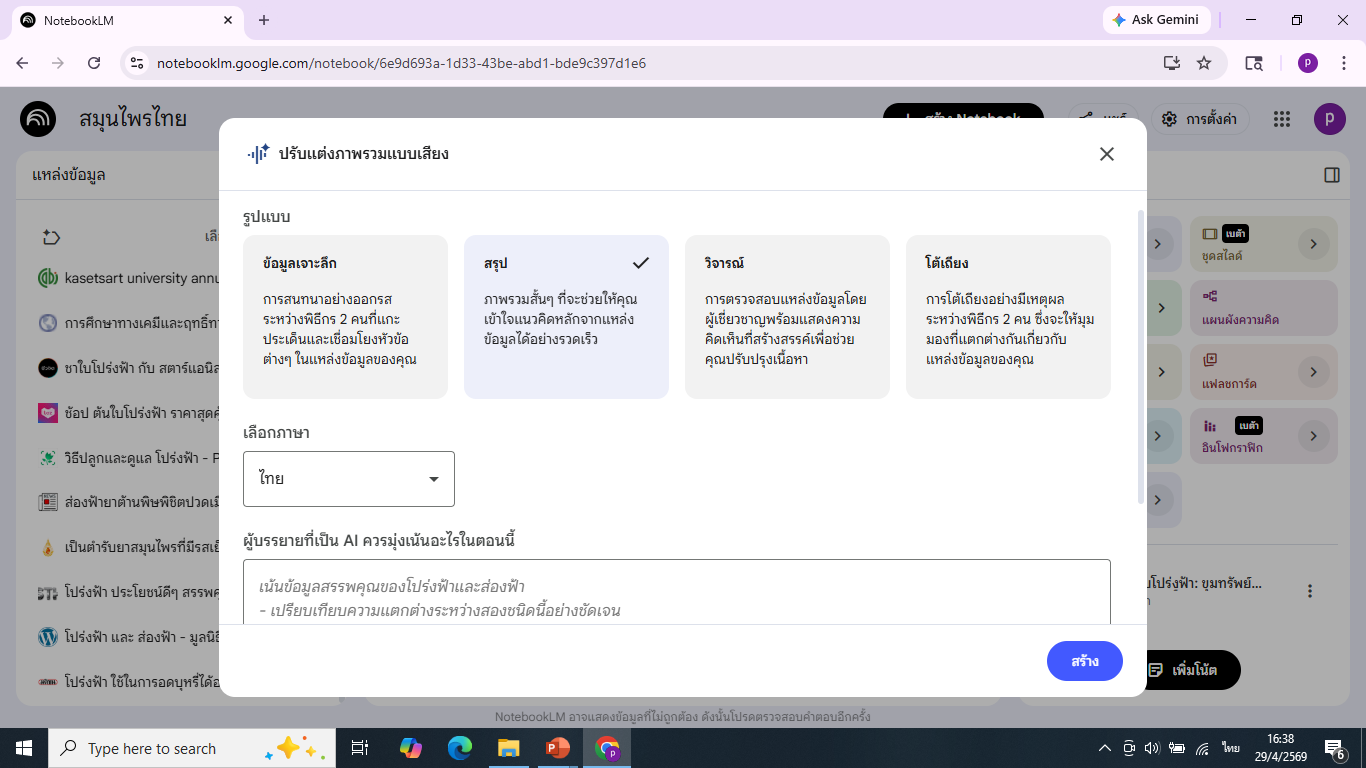 NotebookLM
Ask Gemini
notebooklm.google.com/notebook/6e9d693a-1d33-43be-abd1-bde9c397d1e6
P
สมุนไพรไทย
สร้าง Notebook
แชร์
การตั้งค่า
P
แหล่งข้อมูล
ปรับแต่งภาพรวมแบบเสียง
รูปแบบ
ข้อมูลเจาะลึก
การสนทนาอย่างออกรส
ระหว่างพิธีกร 2 คนที่แกะ
ประเด็นและเชื่อมโยงหัวข้อ
ต่างๆ ในแหล่งข้อมูลของคุณ
สรุป
ภาพรวมสั้นๆ ที่จะช่วยให้คุณ
เข้าใจแนวคิดหลักจากแหล่ง
ข้อมูลได้อย่างรวดเร็ว
วิจารณ์
การตรวจสอบแหล่งข้อมูลโดย
ผู้เชี่ยวชาญพร้อมแสดงความ
คิดเห็นที่สร้างสรรค์เพื่อช่วย
คุณปรับปรุงเนื้อหา
โต้เถียง
การโต้เถียงอย่างมีเหตุผล
ระหว่างพิธีกร 2 คน ซึ่งจะให้มุม
มองที่แตกต่างกันเกี่ยวกับ
แหล่งข้อมูลของคุณ
เลือกภาษา
ไทย
ผู้บรรยายที่เป็น AI ควรมุ่งเน้นอะไรในตอนนี้
เน้นข้อมูลสรรพคุณของโปร่งฟ้าและส่องฟ้า
- เปรียบเทียบความแตกต่างระหว่างสองชนิดนี้อย่างชัดเจน
สร้าง
kasetsart university annu
การศึกษาทางเคมีและฤทธิ์ทา
ชาใบโปร่งฟ้า กับ สตาร์แอนิส
ช้อป ต้นใบโปร่งฟ้า ราคาสุดคุ้
วิธีปลูกและดูแล โปร่งฟ้า - P
ส่องฟ้ายาต้านพิษพิชิตปวดเมื่
เป็นตำรับยาสมุนไพรที่มีรสเย็
โปร่งฟ้า ประโยชน์ดีๆ สรรพคุ
โปร่งฟ้า และ ส่องฟ้า - มูลนิธิ
โปร่งฟ้า ใช้ในการอดบุหรี่ได้อ
เบต้า
ชุดสไลด์
แผนผังความคิด
แฟลชการ์ด
เบต้า
อินโฟกราฟิก
บโปร่งฟ้า: ขุมทรัพย์...
เพิ่มโน้ต
NotebookLM อาจแสดงข้อมูลที่ไม่ถูกต้อง ดังนั้นโปรดตรวจสอบคำตอบอีกครั้ง
Type here to search
ไทย
16:38
29/4/2569
6